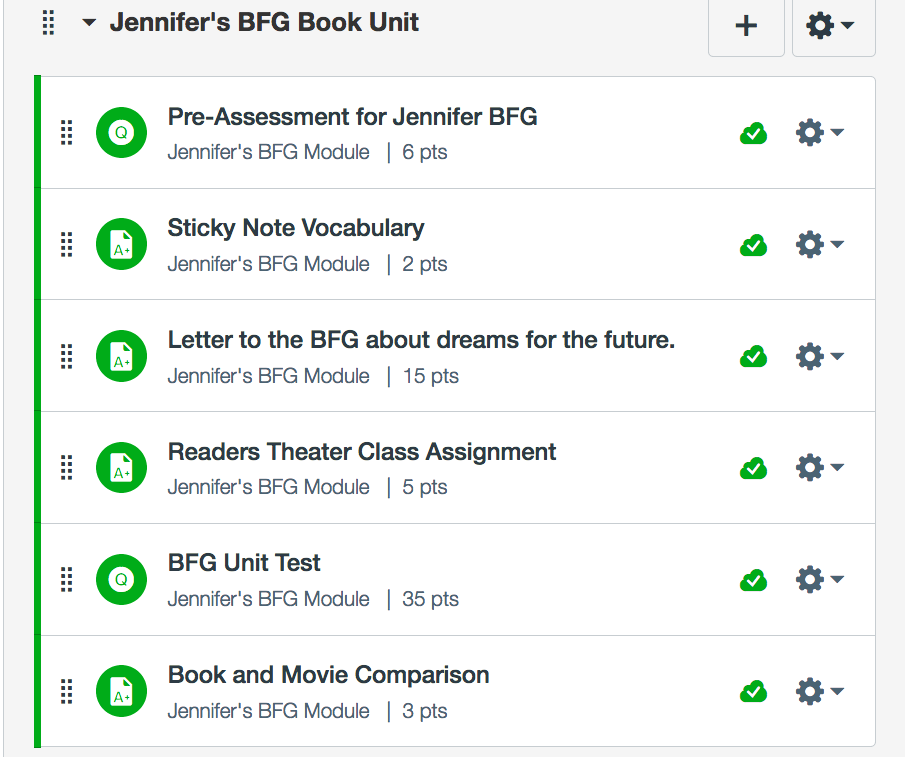 Jennifer's BFG Book Unit
Q
Pre-Assessment for Jennifer BFG
Jennifer's BFG Module | 6 pts
A+
Sticky Note Vocabulary
Jennifer's BFG Module | 2 pts
A+
Letter to the BFG about dreams for the future.
Jennifer's BFG Module | 15 pts
A+
Readers Theater Class Assignment
Jennifer's BFG Module | 5 pts
Q
BFG Unit Test
Jennifer's BFG Module | 35 pts
A+
Book and Movie Comparison
Jennifer's BFG Module | 3 pts